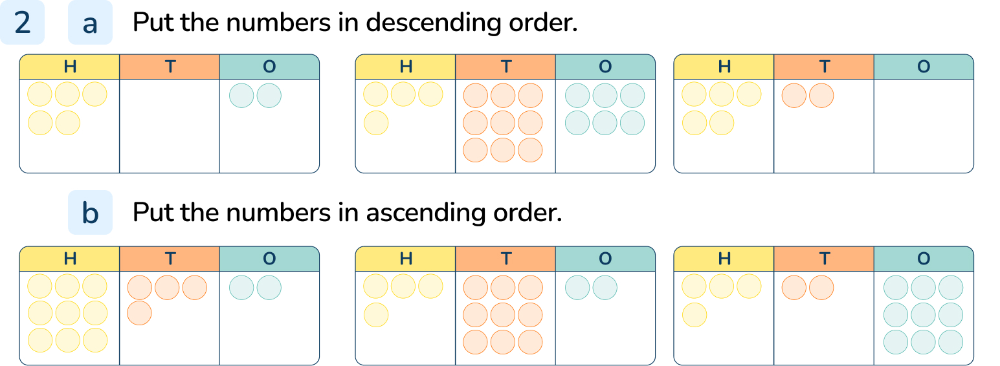 2 a Put the numbers in descending order.
H T O H T O H T O
b Put the numbers in ascending order.
H T O H T O H T O